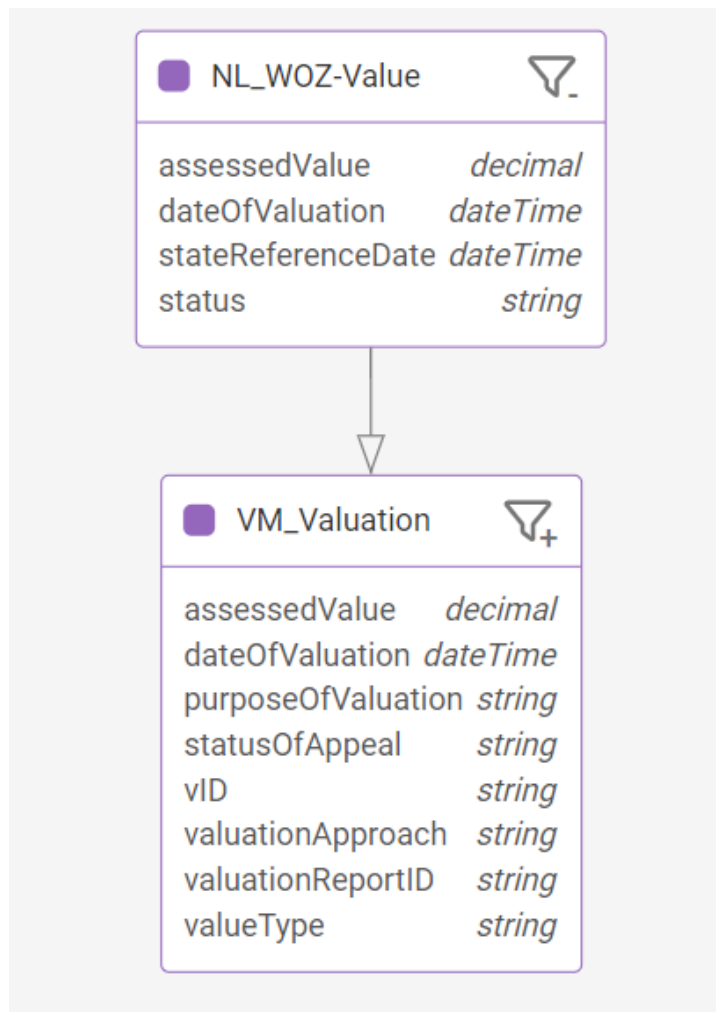 NL_WOZ-Value
assessedValue decimal
dateOfValuation dateTime
stateReferenceDate dateTime
status string
VM_Valuation
assessedValue decimal
dateOfValuation dateTime
purposeOfValuation string
statusOfAppeal string
vID string
valuationApproach string
valuationReportID string
valueType string